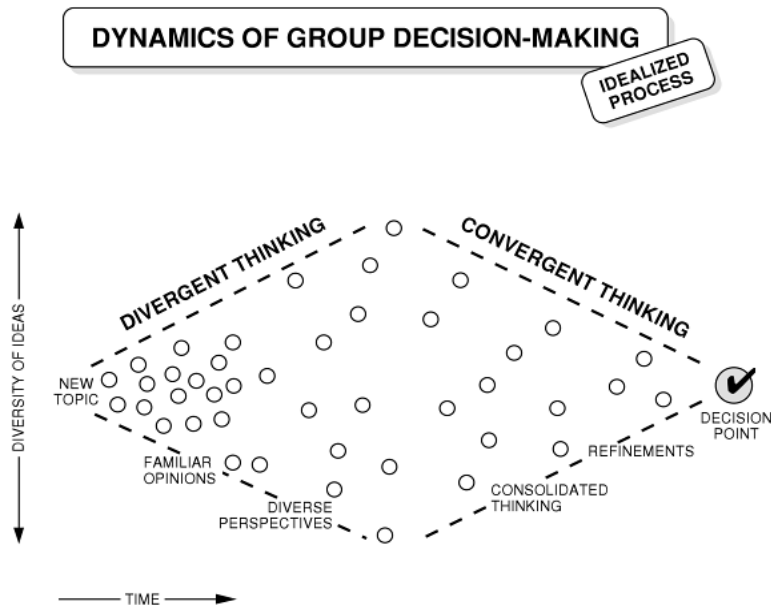 DYNAMICS OF GROUP DECISION-MAKING
IDEALIZED
PROCESS
DIVERSITY OF IDEAS
DIVERGENT THINKING
CONVERGENT THINKING
NEW
TOPIC
FAMILIAR
OPINIONS
DIVERSE
PERSPECTIVES
CONSOLIDATED
THINKING
REFINEMENTS
DECISION
POINT
TIME